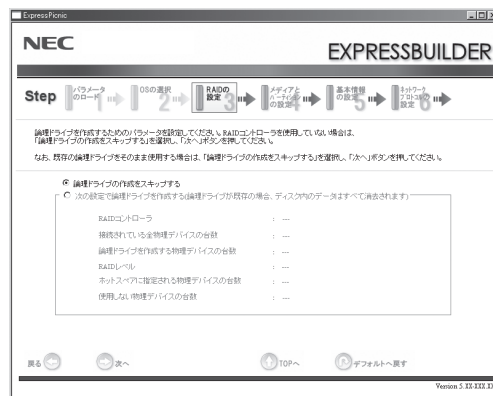 ExpressPicnic
NEC
EXPRESSBUILDER
Step
パラメータのロード 1
OSの選択 2
RAIDの設定 3
メディアとパーティションの設定 4
基本情報の設定 5
ネットワークプロトコルの設定 6
論理ドライブを作成するためのパラメータを設定してください。RAIDコントローラを使用していない場合は、
「論理ドライブの作成をスキップする」を選択し、「次へ」ボタンを押してください。
なお、既存の論理ドライブをそのまま使用する場合は、「論理ドライブの作成をスキップする」を選択し、「次へ」ボタンを押してください。
論理ドライブの作成をスキップする
次の設定で論理ドライブを作成する(論理ドライブが既存の場合、ディスク内のデータはすべて消去されます)
RAIDコントローラ : ---
接続されている全物理デバイスの台数 : ---
論理ドライブを作成する物理デバイスの台数 : ---
RAIDレベル : ---
ホットスペアに指定される物理デバイスの台数 : ---
使用しない物理デバイスの台数 : ---
戻る
次へ
TOPへ
デフォルトへ戻す
Version 5.XX-XXX.XX